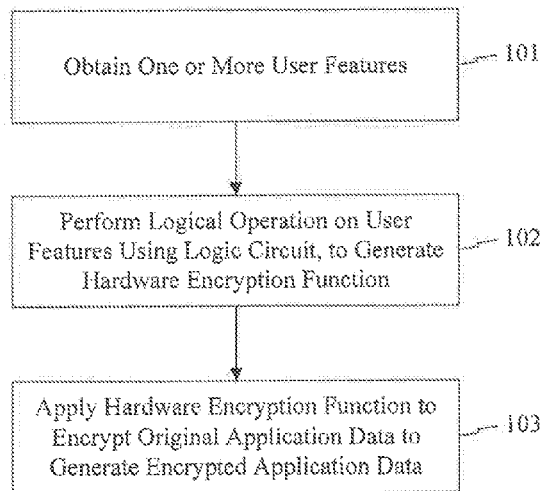 Obtain One or More User Features
101
Perform Logical Operation on User
Features Using Logic Circuit, to Generate
Hardware Encryption Function
102
Apply Hardware Encryption Function to
Encrypt Original Application Data to
Generate Encrypted Application Data
103